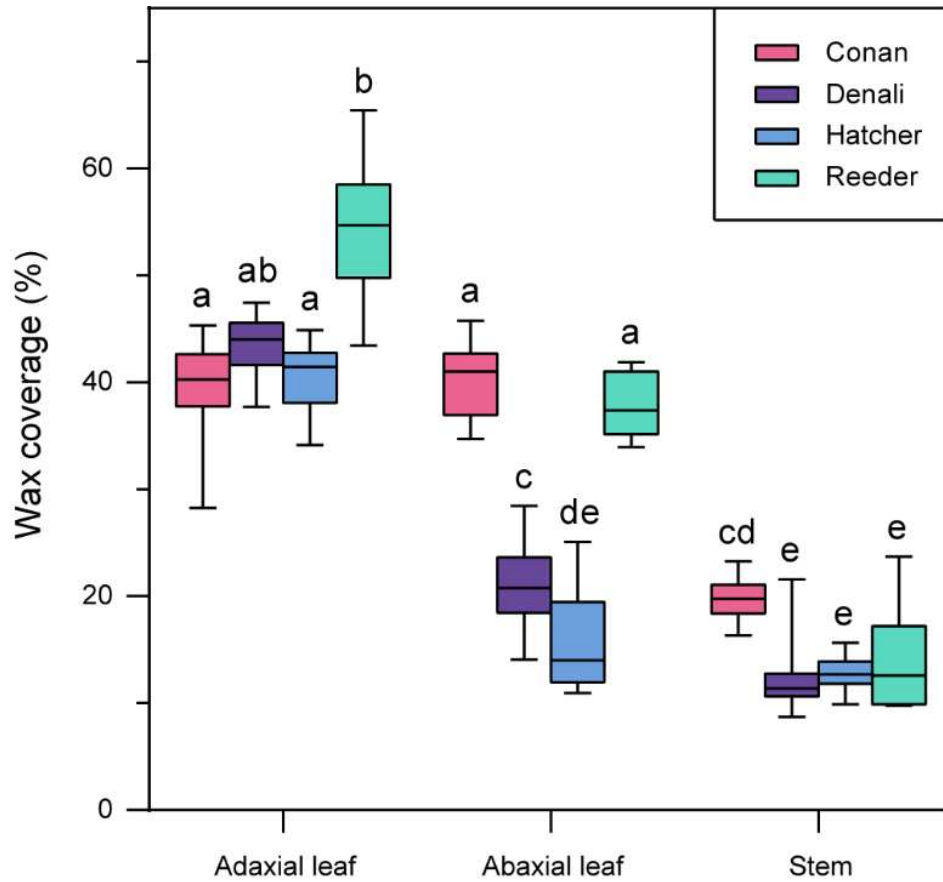 Conan
Denali
Hatcher
Reeder
Wax coverage (%)
60
40
20
0
a
ab
a
b
a
c
de
a
cd
e
e
e
Adaxial leaf
Abaxial leaf
Stem